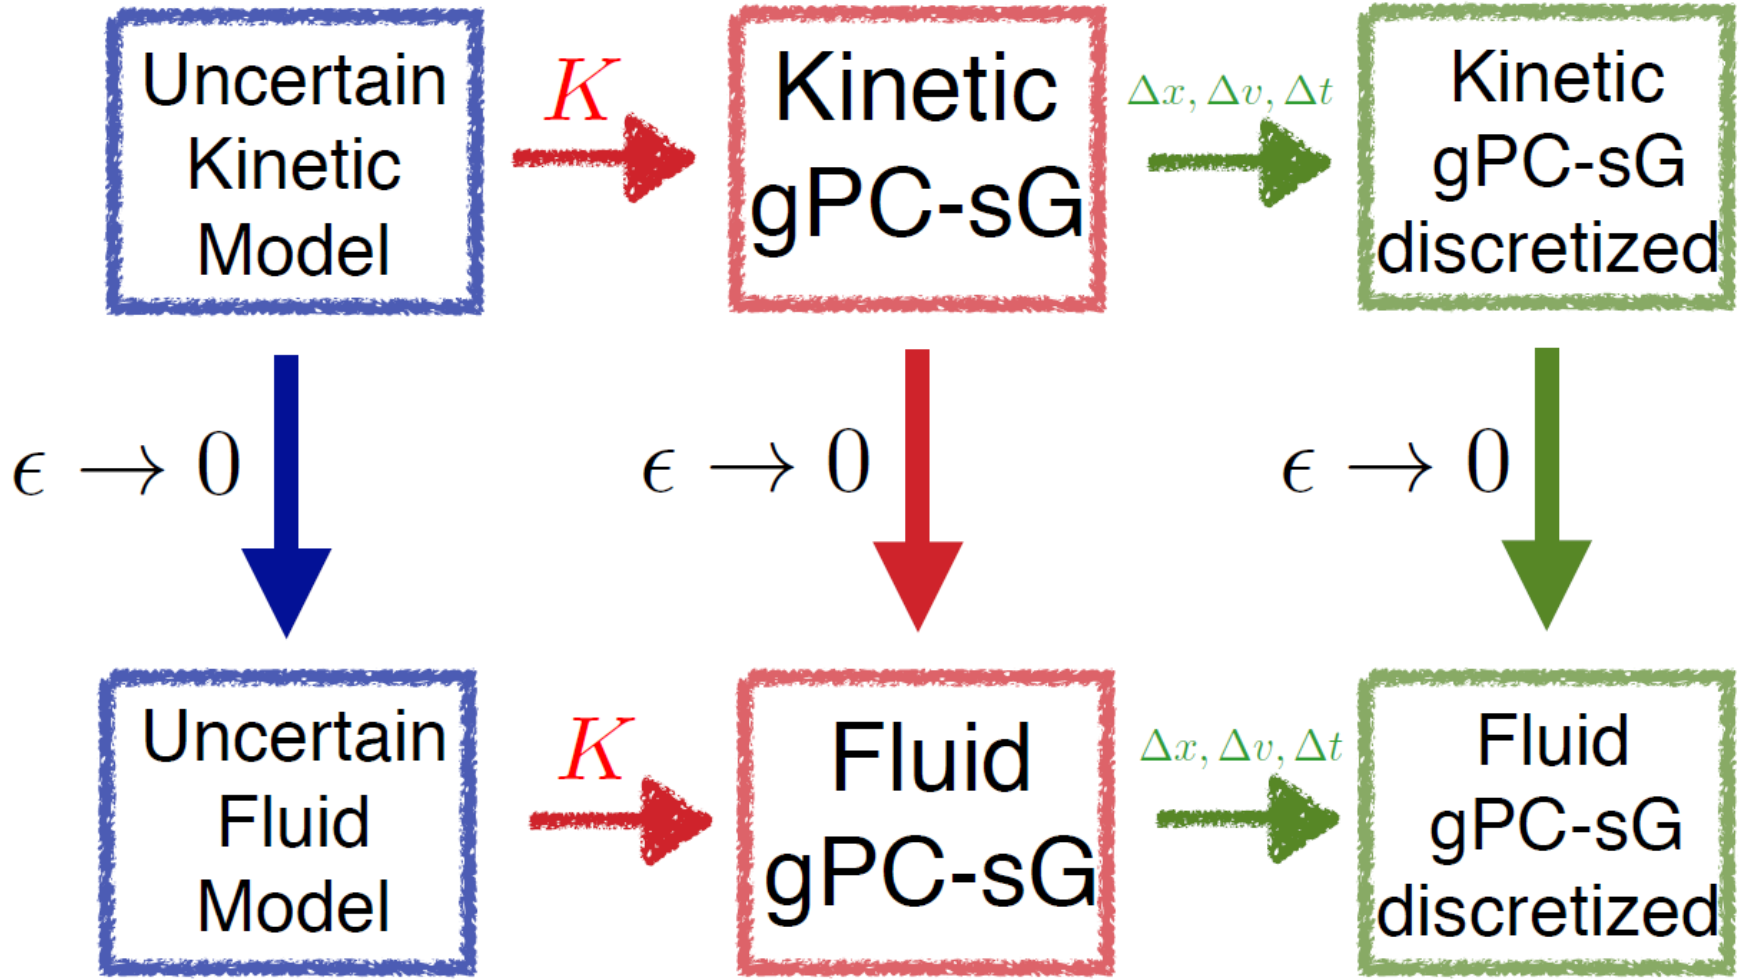 Uncertain
Kinetic
Model
K
Kinetic
gPC-sG
Δx, Δv, Δt
Kinetic
gPC-sG
discretized
ϵ → 0
ϵ → 0
ϵ → 0
Uncertain
Fluid
Model
K
Fluid
gPC-sG
Δx, Δv, Δt
Fluid
gPC-sG
discretized